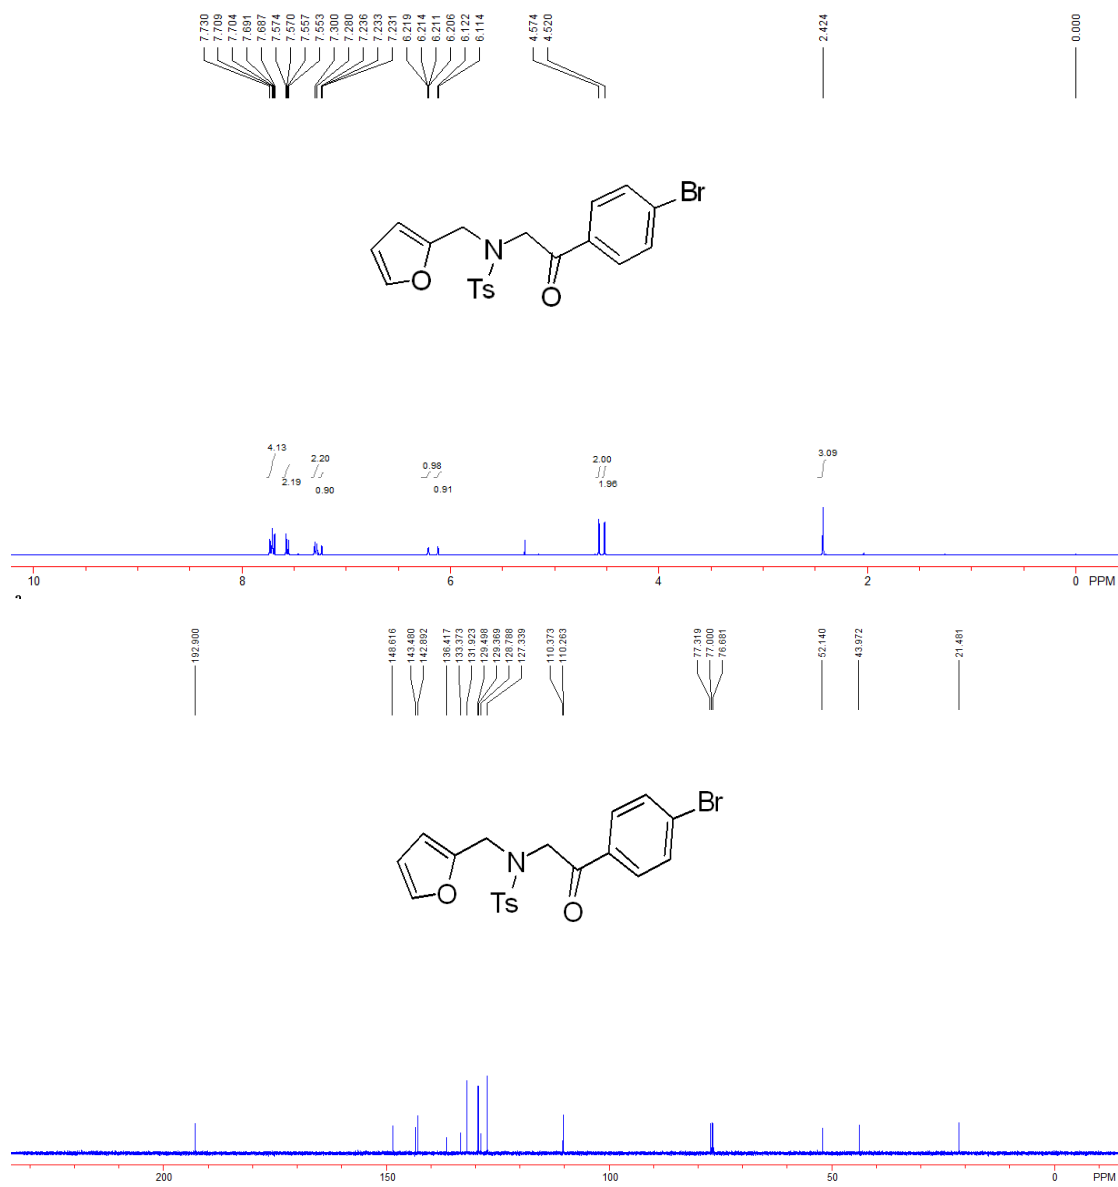 7.730 7.709 7.704 7.691 7.687 7.574 7.570 7.557 7.553 7.300 7.280 7.236 7.233 7.231 6.219 6.214 6.211 6.206 6.122 6.114 4.574 4.520 2.424 0.000
Br
N
O
Ts
O
4.13 2.19 2.20 0.90 0.98 0.91 2.00 1.96 3.09
10 8 6 4 2 0 PPM
192.900 148.616 143.480 142.892 136.417 133.373 131.923 129.498 129.369 128.788 127.339 110.373 110.263 77.319 77.000 76.681 52.140 43.972 21.481
Br
N
O
Ts
O
200 150 100 50 0 PPM